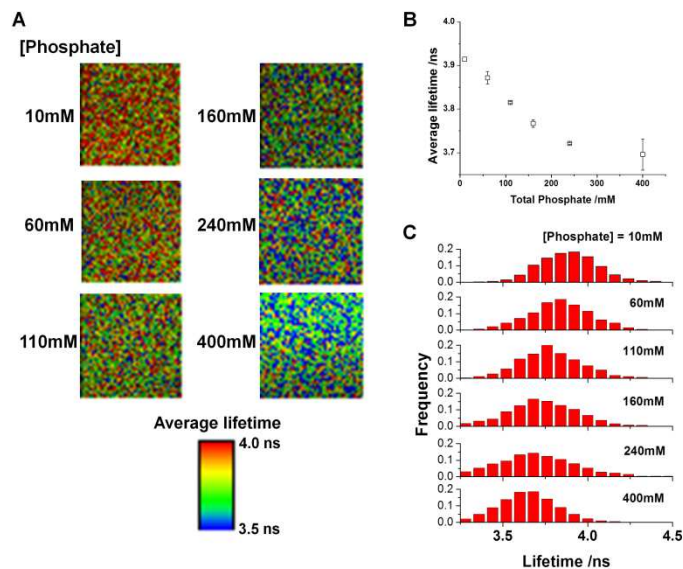 A
[Phosphate]
10mM
160mM
60mM
240mM
110mM
400mM
Average lifetime
4.0 ns
3.5 ns
B
Average lifetime /ns
4.0
3.9
3.8
3.7
0 100 200 300 400
Total Phosphate /mM
C
[Phosphate] = 10mM
0.2
0.1
0.0
60mM
0.2
0.1
0.0
110mM
0.2
0.1
0.0
160mM
0.2
0.1
0.0
240mM
0.2
0.1
0.0
400mM
0.2
0.1
0.0
Frequency
3.5 4.0 4.5
Lifetime /ns